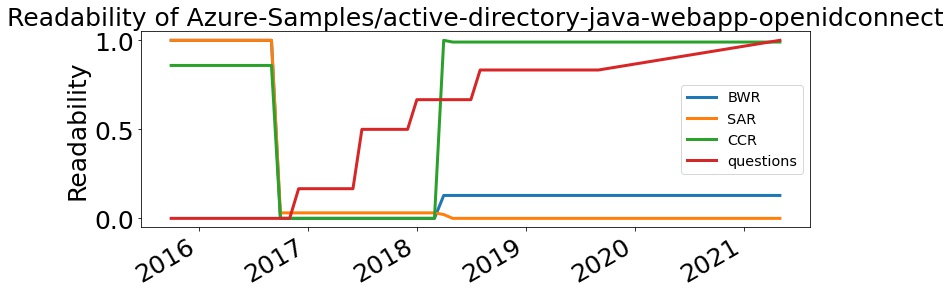 Readability of Azure-Samples/active-directory-java-webapp-openidconnect
Readability
1.0
0.5
0.0
BWR
SAR
CCR
questions
2016
2017
2018
2019
2020
2021